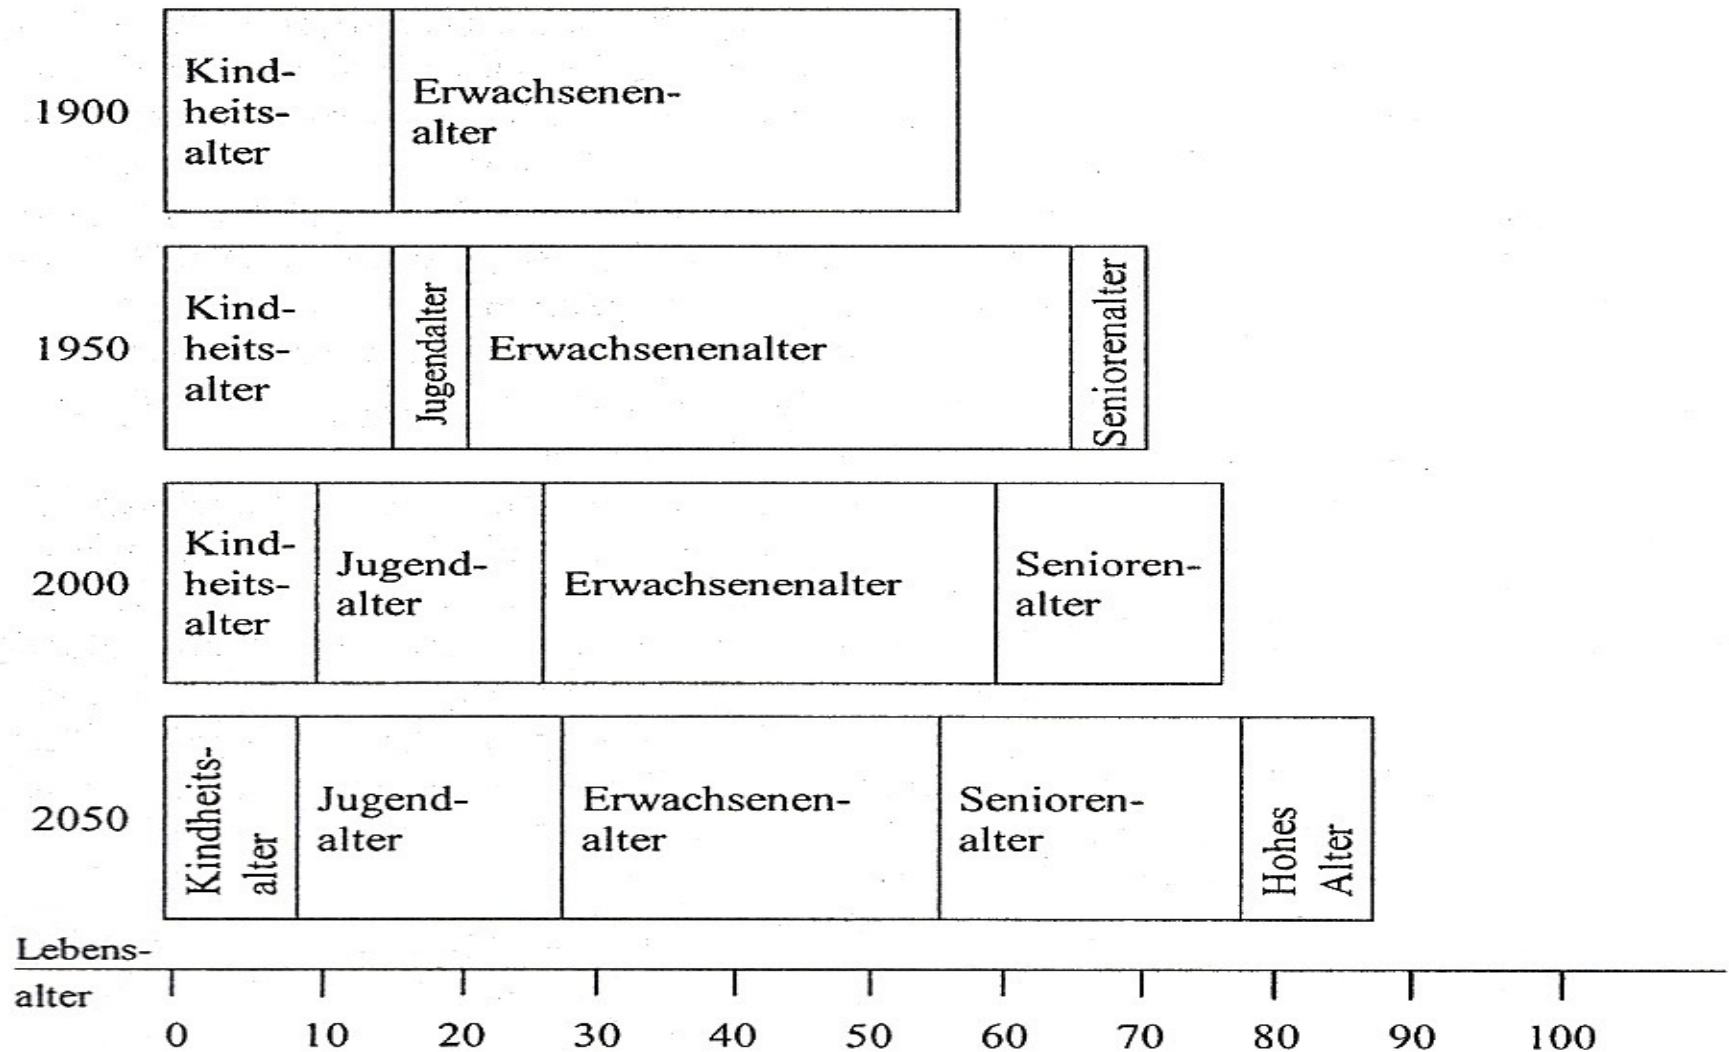 1900
Kind-
heits-
alter
Erwachsenen-
alter
1950
Kind-
heits-
alter
Jugendalter
Erwachsenenalter
Seniorenalter
2000
Kind-
heits-
alter
Jugend-
alter
Erwachsenenalter
Senioren-
alter
2050
Kindheits-
alter
Jugend-
alter
Erwachsenen-
alter
Senioren-
alter
Hohes
Alter
Lebens-
alter
0 10 20 30 40 50 60 70 80 90 100